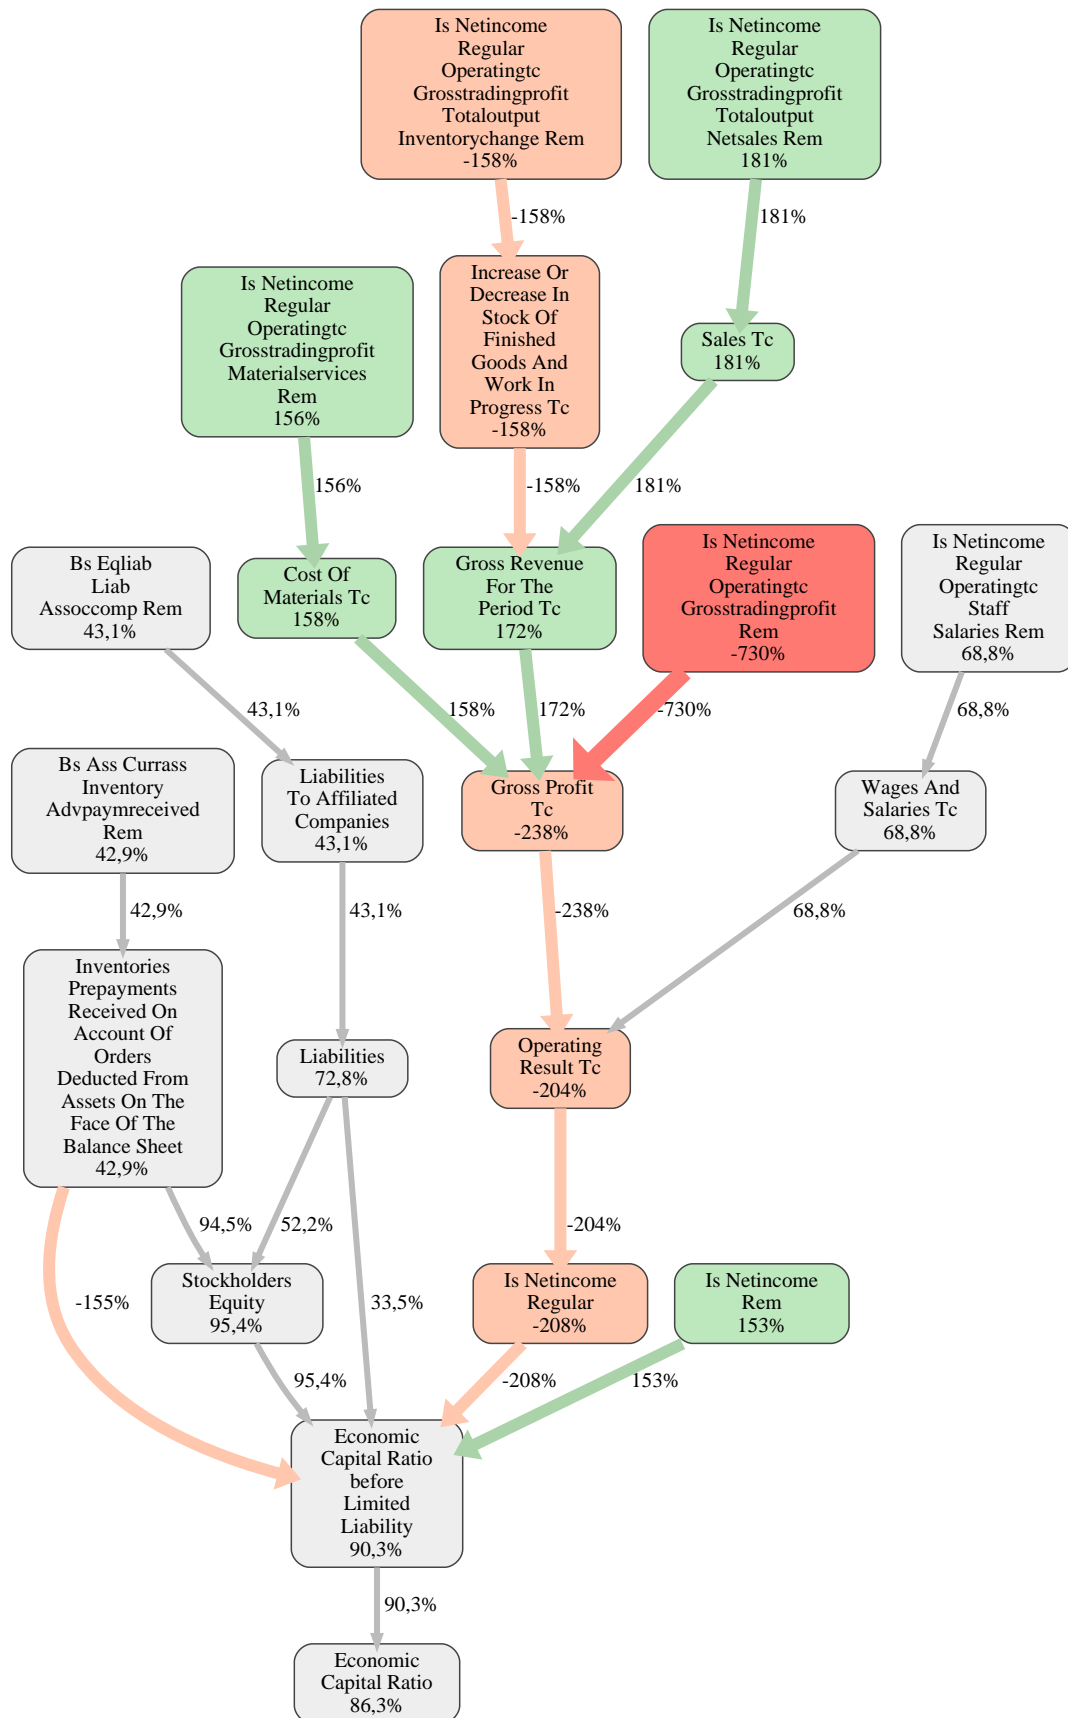 Is Netincome
Regular
Operatingtc
Grosstradingprofit
Totaloutput
Inventorychange Rem
-158%
Is Netincome
Regular
Operatingtc
Grosstradingprofit
Totaloutput
Netsales Rem
181%
-158%
181%
Is Netincome
Regular
Operatingtc
Grosstradingprofit
Materialservices
Rem
156%
Increase Or
Decrease In
Stock Of
Finished
Goods And
Work In
Progress Tc
-158%
Sales Tc
181%
156%
-158%
181%
Bs Eqliab
Liab
Assoccomp Rem
43,1%
Cost Of
Materials Tc
158%
Gross Revenue
For The
Period Tc
172%
Is Netincome
Regular
Operatingtc
Grosstradingprofit
Rem
-730%
Is Netincome
Regular
Operatingtc
Staff
Salaries Rem
68,8%
43,1%
158%
172%
-730%
68,8%
Bs Ass Currass
Inventory
Advpaymreceived
Rem
42,9%
Liabilities
To Affiliated
Companies
43,1%
Gross Profit
Tc
-238%
Wages And
Salaries Tc
68,8%
42,9%
43,1%
-238%
68,8%
Inventories
Prepayments
Received On
Account Of
Orders
Deducted From
Assets On The
Face Of The
Balance Sheet
42,9%
Liabilities
72,8%
Operating
Result Tc
-204%
94,5%
52,2%
-204%
-155%
Stockholders
Equity
95,4%
33,5%
Is Netincome
Regular
-208%
Is Netincome
Rem
153%
95,4%
-208%
153%
Economic
Capital Ratio
before
Limited
Liability
90,3%
90,3%
Economic
Capital Ratio
86,3%